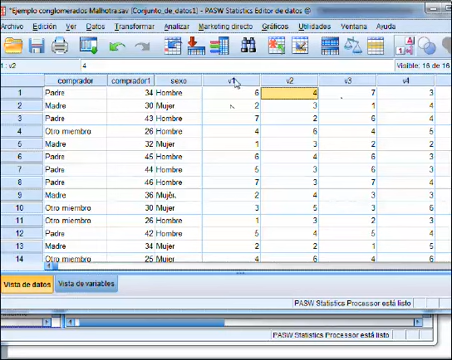 *Ejemplo conglomerados Malhotra.sav [Conjunto_de_datos1] - PASW Statistics Editor de datos
Archivo Edición Ver Datos Transformar Analizar Marketing directo Gráficos Utilidades Ventana Ayuda
1 : v2 4 Visible: 16 de 16
comprador comprador1 sexo v1 v2 v3 v4
1 Padre 34 Hombre 6 4 7 3
2 Madre 30 Mujer 2 3 1 4
3 Padre 43 Hombre 7 2 6 4
4 Otro miembro 26 Hombre 4 6 4 5
5 Madre 32 Mujer 1 3 2 2
6 Padre 45 Hombre 6 4 6 3
7 Padre 44 Hombre 5 3 6 3
8 Padre 46 Hombre 7 3 7 4
9 Madre 36 Mujer 2 4 3 3
10 Otro miembro 30 Mujer 3 5 3 6
11 Otro miembro 26 Hombre 1 3 2 3
12 Padre 42 Hombre 5 4 5 4
13 Madre 34 Mujer 2 2 1 5
14 Otro miembro 25 Mujer 4 6 4 6
Vista de datos Vista de variables
PASW Statistics Processor está listo
PASW Statistics Processor está listo